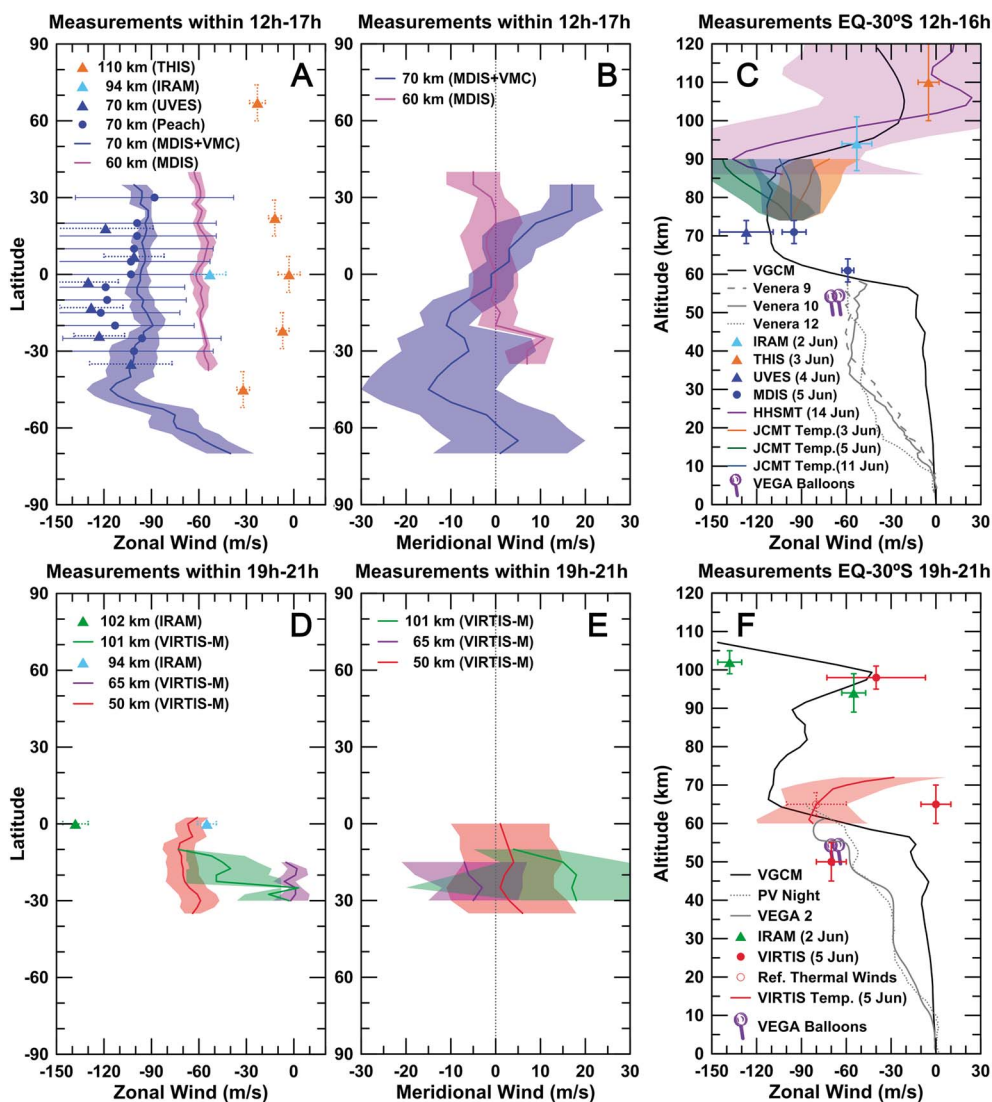 Measurements within 12h-17h
A
110 km (THIS)
94 km (IRAM)
70 km (UVES)
70 km (Peach)
70 km (MDIS+VMC)
60 km (MDIS)
90
60
30
0
-30
-60
-90
Latitude
-150 -120 -90 -60 -30 0
Zonal Wind (m/s)
Measurements within 12h-17h
B
70 km (MDIS+VMC)
60 km (MDIS)
-30 -20 -10 0 10 20 30
Meridional Wind (m/s)
Measurements EQ-30ºS 12h-16h
C
120
110
100
90
80
70
60
50
40
30
20
10
0
Altitude (km)
VGCM
Venera 9
Venera 10
Venera 12
IRAM (2 Jun)
THIS (3 Jun)
UVES (4 Jun)
MDIS (5 Jun)
HHSMT (14 Jun)
JCMT Temp.(3 Jun)
JCMT Temp.(5 Jun)
JCMT Temp.(11 Jun)
VEGA Balloons
-150 -120 -90 -60 -30 0
Zonal Wind (m/s)
Measurements within 19h-21h
D
102 km (IRAM)
101 km (VIRTIS-M)
94 km (IRAM)
65 km (VIRTIS-M)
50 km (VIRTIS-M)
90
60
30
0
-30
-60
-90
Latitude
-150 -120 -90 -60 -30 0
Zonal Wind (m/s)
Measurements within 19h-21h
E
101 km (VIRTIS-M)
65 km (VIRTIS-M)
50 km (VIRTIS-M)
-30 -20 -10 0 10 20 30
Meridional Wind (m/s)
Measurements EQ-30ºS 19h-21h
F
120
110
100
90
80
70
60
50
40
30
20
10
0
Altitude (km)
VGCM
PV Night
VEGA 2
IRAM (2 Jun)
VIRTIS (5 Jun)
Ref. Thermal Winds
VIRTIS Temp. (5 Jun)
VEGA Balloons
-150 -120 -90 -60 -30 0
Zonal Wind (m/s)